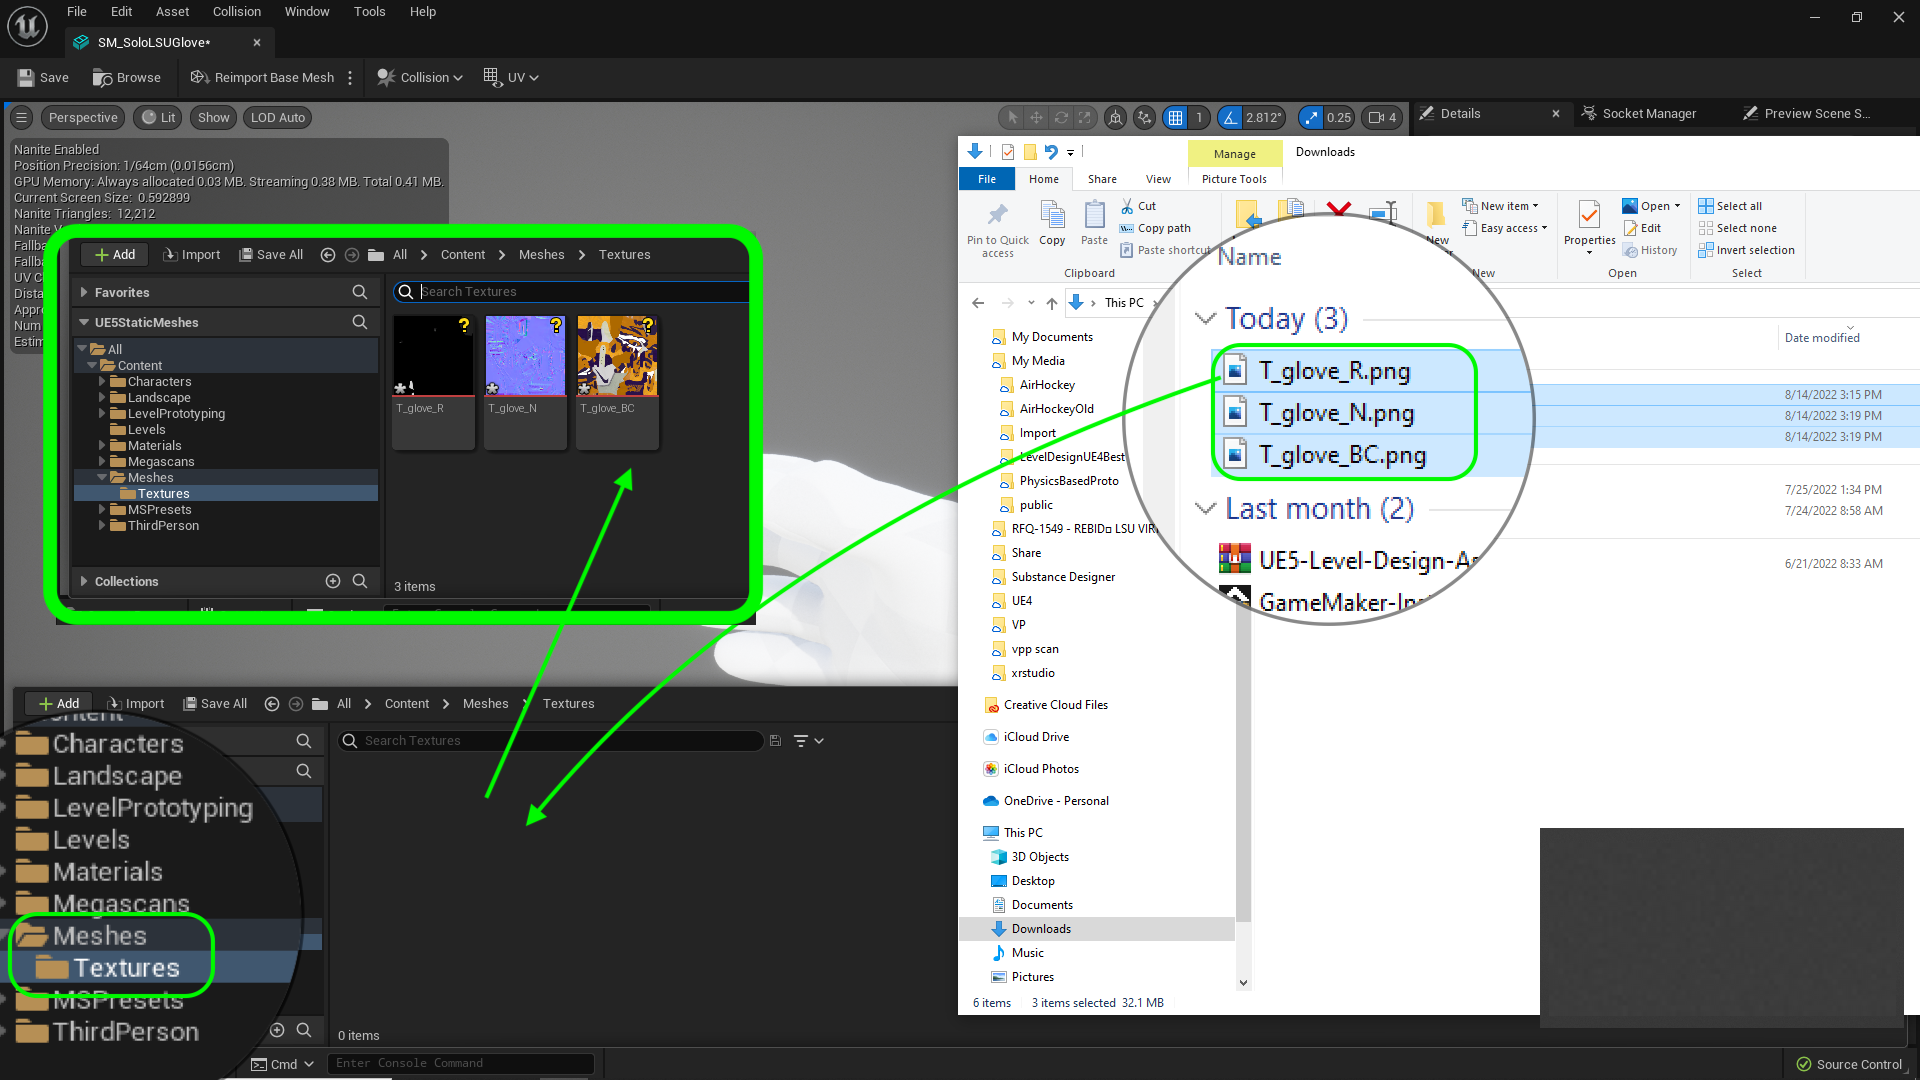 File Edit Asset Collision Window Tools Help
SM_SoloLSUGlove*
Save Browse Reimport Base Mesh Collision UV
Perspective Lit Show LOD Auto
1 2.812° 0.25 4
Details Socket Manager Preview Scene S...
Nanite Enabled
Position Precision: 1/64cm (0.0156cm)
GPU Memory: Always allocated 0.03 MB. Streaming 0.38 MB. Total 0.41 MB.
Current Screen Size: 0.592899
Nanite Triangles: 12,212
Nanite
UV
Num
Add Import Save All All Content Meshes Textures
Favorites
Search Textures
UE5StaticMeshes
All
Content
Characters
Landscape
LevelPrototyping
Levels
Materials
Megascans
Meshes
Textures
MSPresets
ThirdPerson
T_glove_R T_glove_N T_glove_BC
Collections
3 items
Add Import Save All All Content Meshes Textures
Search Textures
Content
Characters
Landscape
LevelPrototyping
Levels
Materials
Megascans
Meshes
Textures
MSPresets
ThirdPerson
0 items
Cmd Enter Console Command
Source Control
Manage Downloads
File Home Share View Picture Tools
Pin to Quick access
Copy
Paste
Cut
Copy path
Paste shortcut
New item
Easy access
Properties
Open
Edit
History
Select all
Select none
Invert selection
Clipboard New Open Select
This PC
Name
Date modified
Today (3)
T_glove_R.png
8/14/2022 3:15 PM
T_glove_N.png
8/14/2022 3:19 PM
T_glove_BC.png
8/14/2022 3:19 PM
Last month (2)
UE5-Level-Design-As
7/25/2022 1:34 PM
GameMaker-Ins
7/24/2022 8:58 AM
6/21/2022 8:33 AM
My Documents
My Media
AirHockey
AirHockeyOld
Import
LevelDesignUE4Best
PhysicsBasedProto
public
RFQ-1549 - REBID LSU VIR
Share
Substance Designer
UE4
VP
vpp scan
xrstudio
Creative Cloud Files
iCloud Drive
iCloud Photos
OneDrive - Personal
This PC
3D Objects
Desktop
Documents
Downloads
Music
Pictures
6 items 3 items selected 32.1 MB